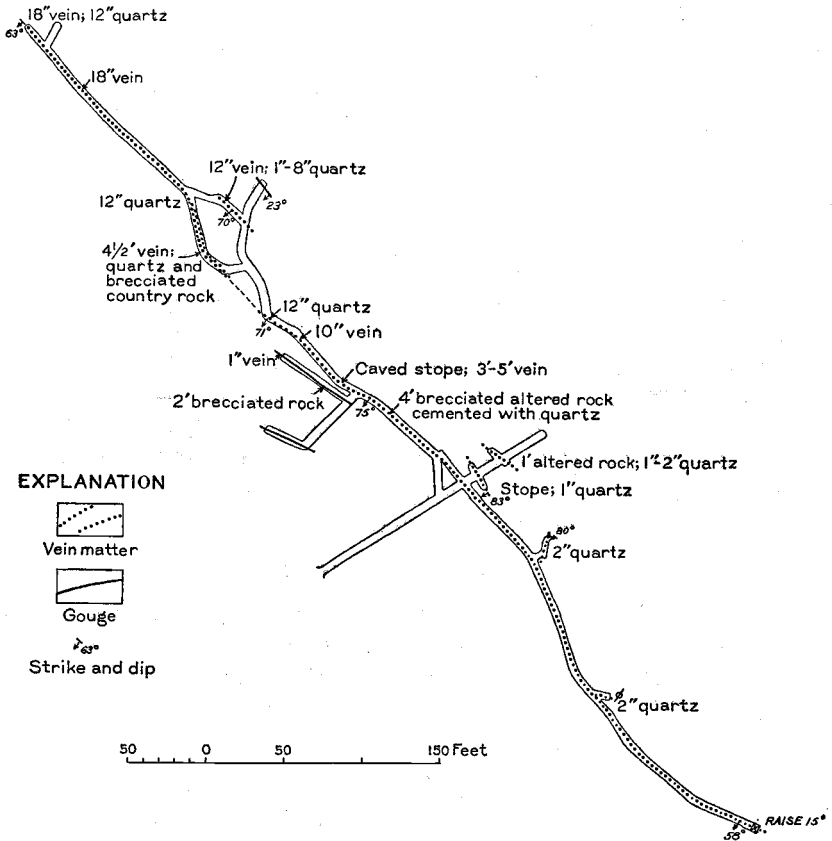 18" vein; 12" quartz
63°
18" vein
12" vein; 1"-8" quartz
70°
23°
12" quartz
4½' vein;
quartz and
brecciated
country rock
12" quartz
71°
10" vein
1" vein
Caved stope; 3'-5' vein
2' brecciated rock
75°
4' brecciated altered rock
cemented with quartz
1' altered rock; 1"-2" quartz
Stope; 1" quartz
83°
80°
2" quartz
2" quartz
58°
RAISE 15°
EXPLANATION
Vein matter
Gouge
63°
Strike and dip
50 0 50 150 Feet